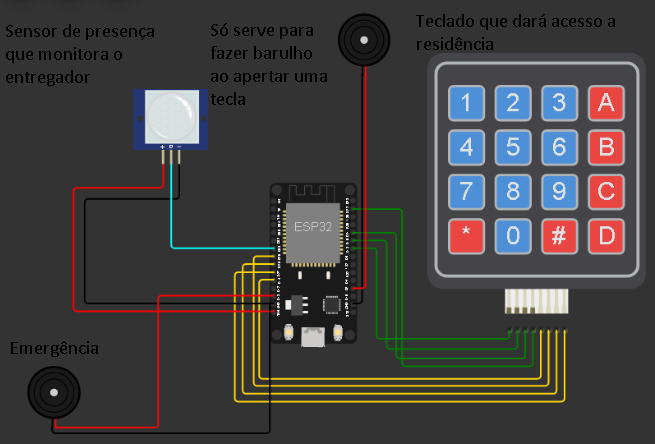 Sensor de presença
que monitora o
entregador
Só serve para
fazer barulho
ao apertar uma
tecla
Teclado que dará acesso a
residência
1 2 3 A
4 5 6 B
7 8 9 C
* 0 # D
ESP32
Emergência